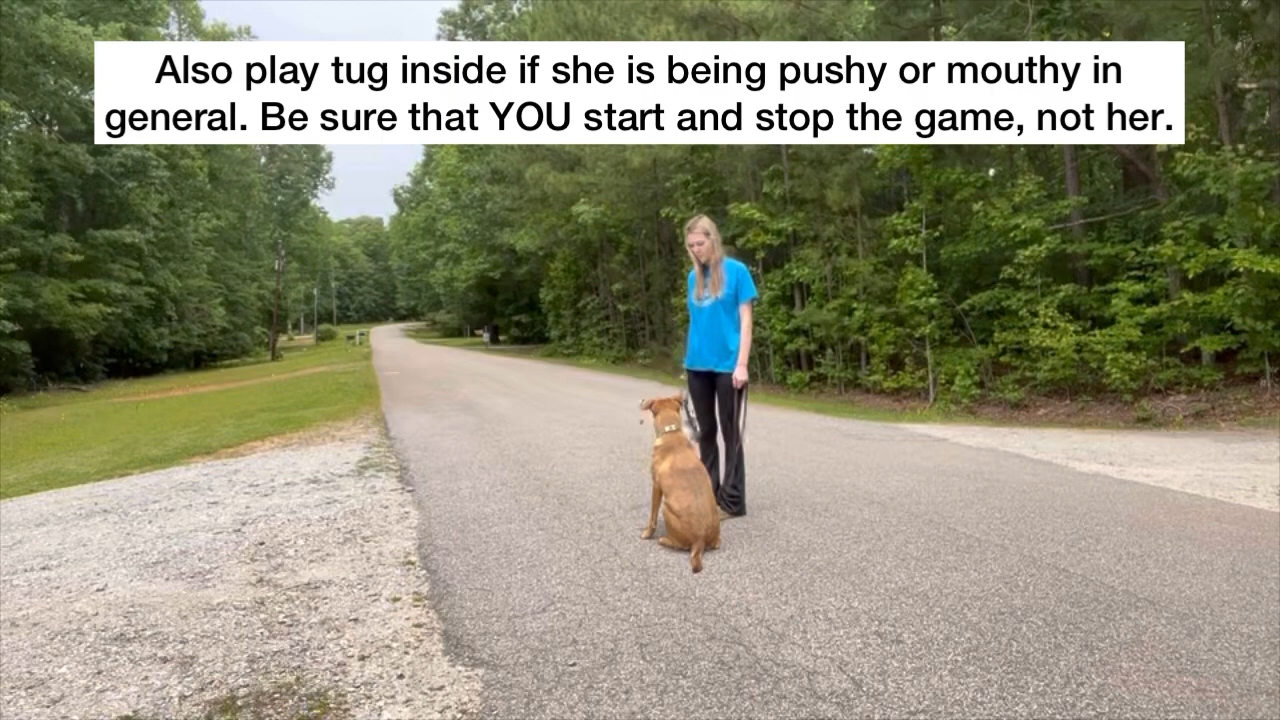 Also play tug inside if she is being pushy or mouthy in
general. Be sure that YOU start and stop the game, not her.